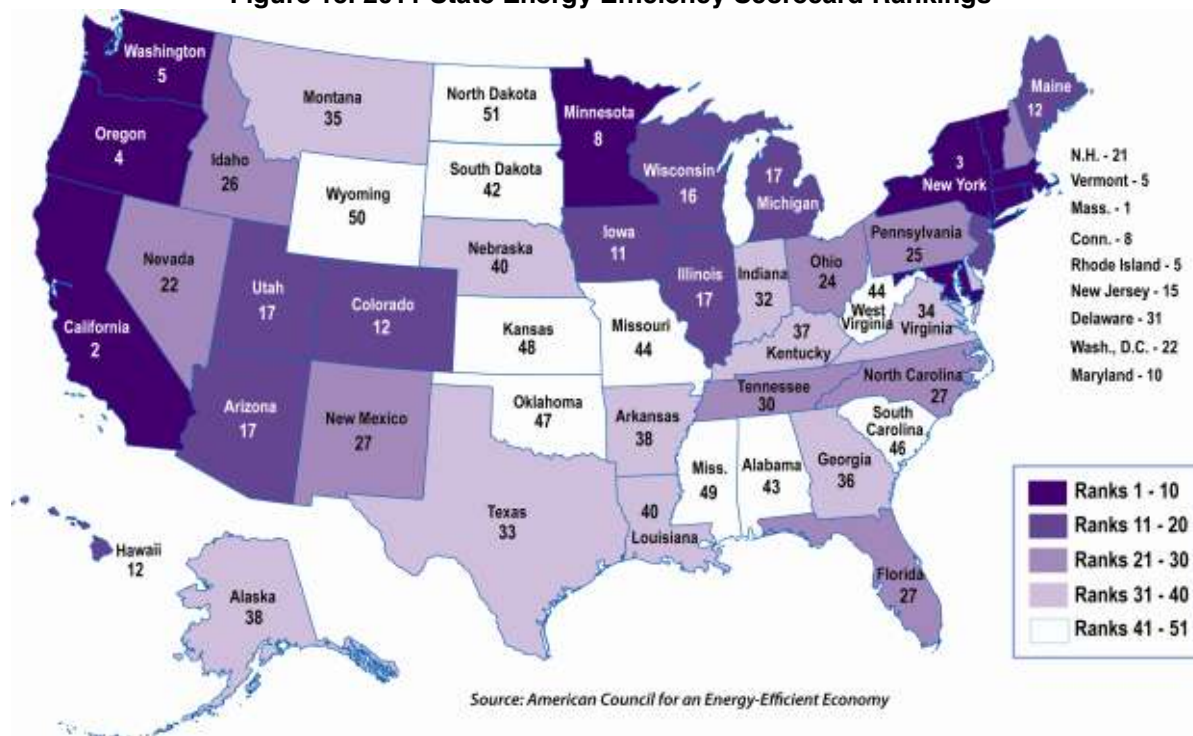 Figure 2011 State Energy Efficiency Scorecard Rankings
Washington
5
Oregon
4
California
2
Idaho
26
Nevada
22
Montana
35
Wyoming
50
Utah
17
Colorado
12
Arizona
17
New Mexico
27
North Dakota
51
South Dakota
42
Nebraska
40
Kansas
48
Oklahoma
47
Texas
33
Minnesota
8
Iowa
11
Missouri
44
Arkansas
38
40
Louisiana
Wisconsin
16
Illinois
17
17
Michigan
Indiana
32
Ohio
24
37
Kentucky
Tennessee
30
Miss.
49
Alabama
43
Georgia
36
Florida
27
South
Carolina
46
North Carolina
27
34
Virginia
44
West
Virginia
Pennsylvania
25
3
New York
Maine
12
N.H. - 21
Vermont - 5
Mass. - 1
Conn. - 8
Rhode Island - 5
New Jersey - 15
Delaware - 31
Wash., D.C. - 22
Maryland - 10
Hawaii
12
Alaska
38
Ranks 1 - 10
Ranks 11 - 20
Ranks 21 - 30
Ranks 31 - 40
Ranks 41 - 51
Source: American Council for an Energy-Efficient Economy